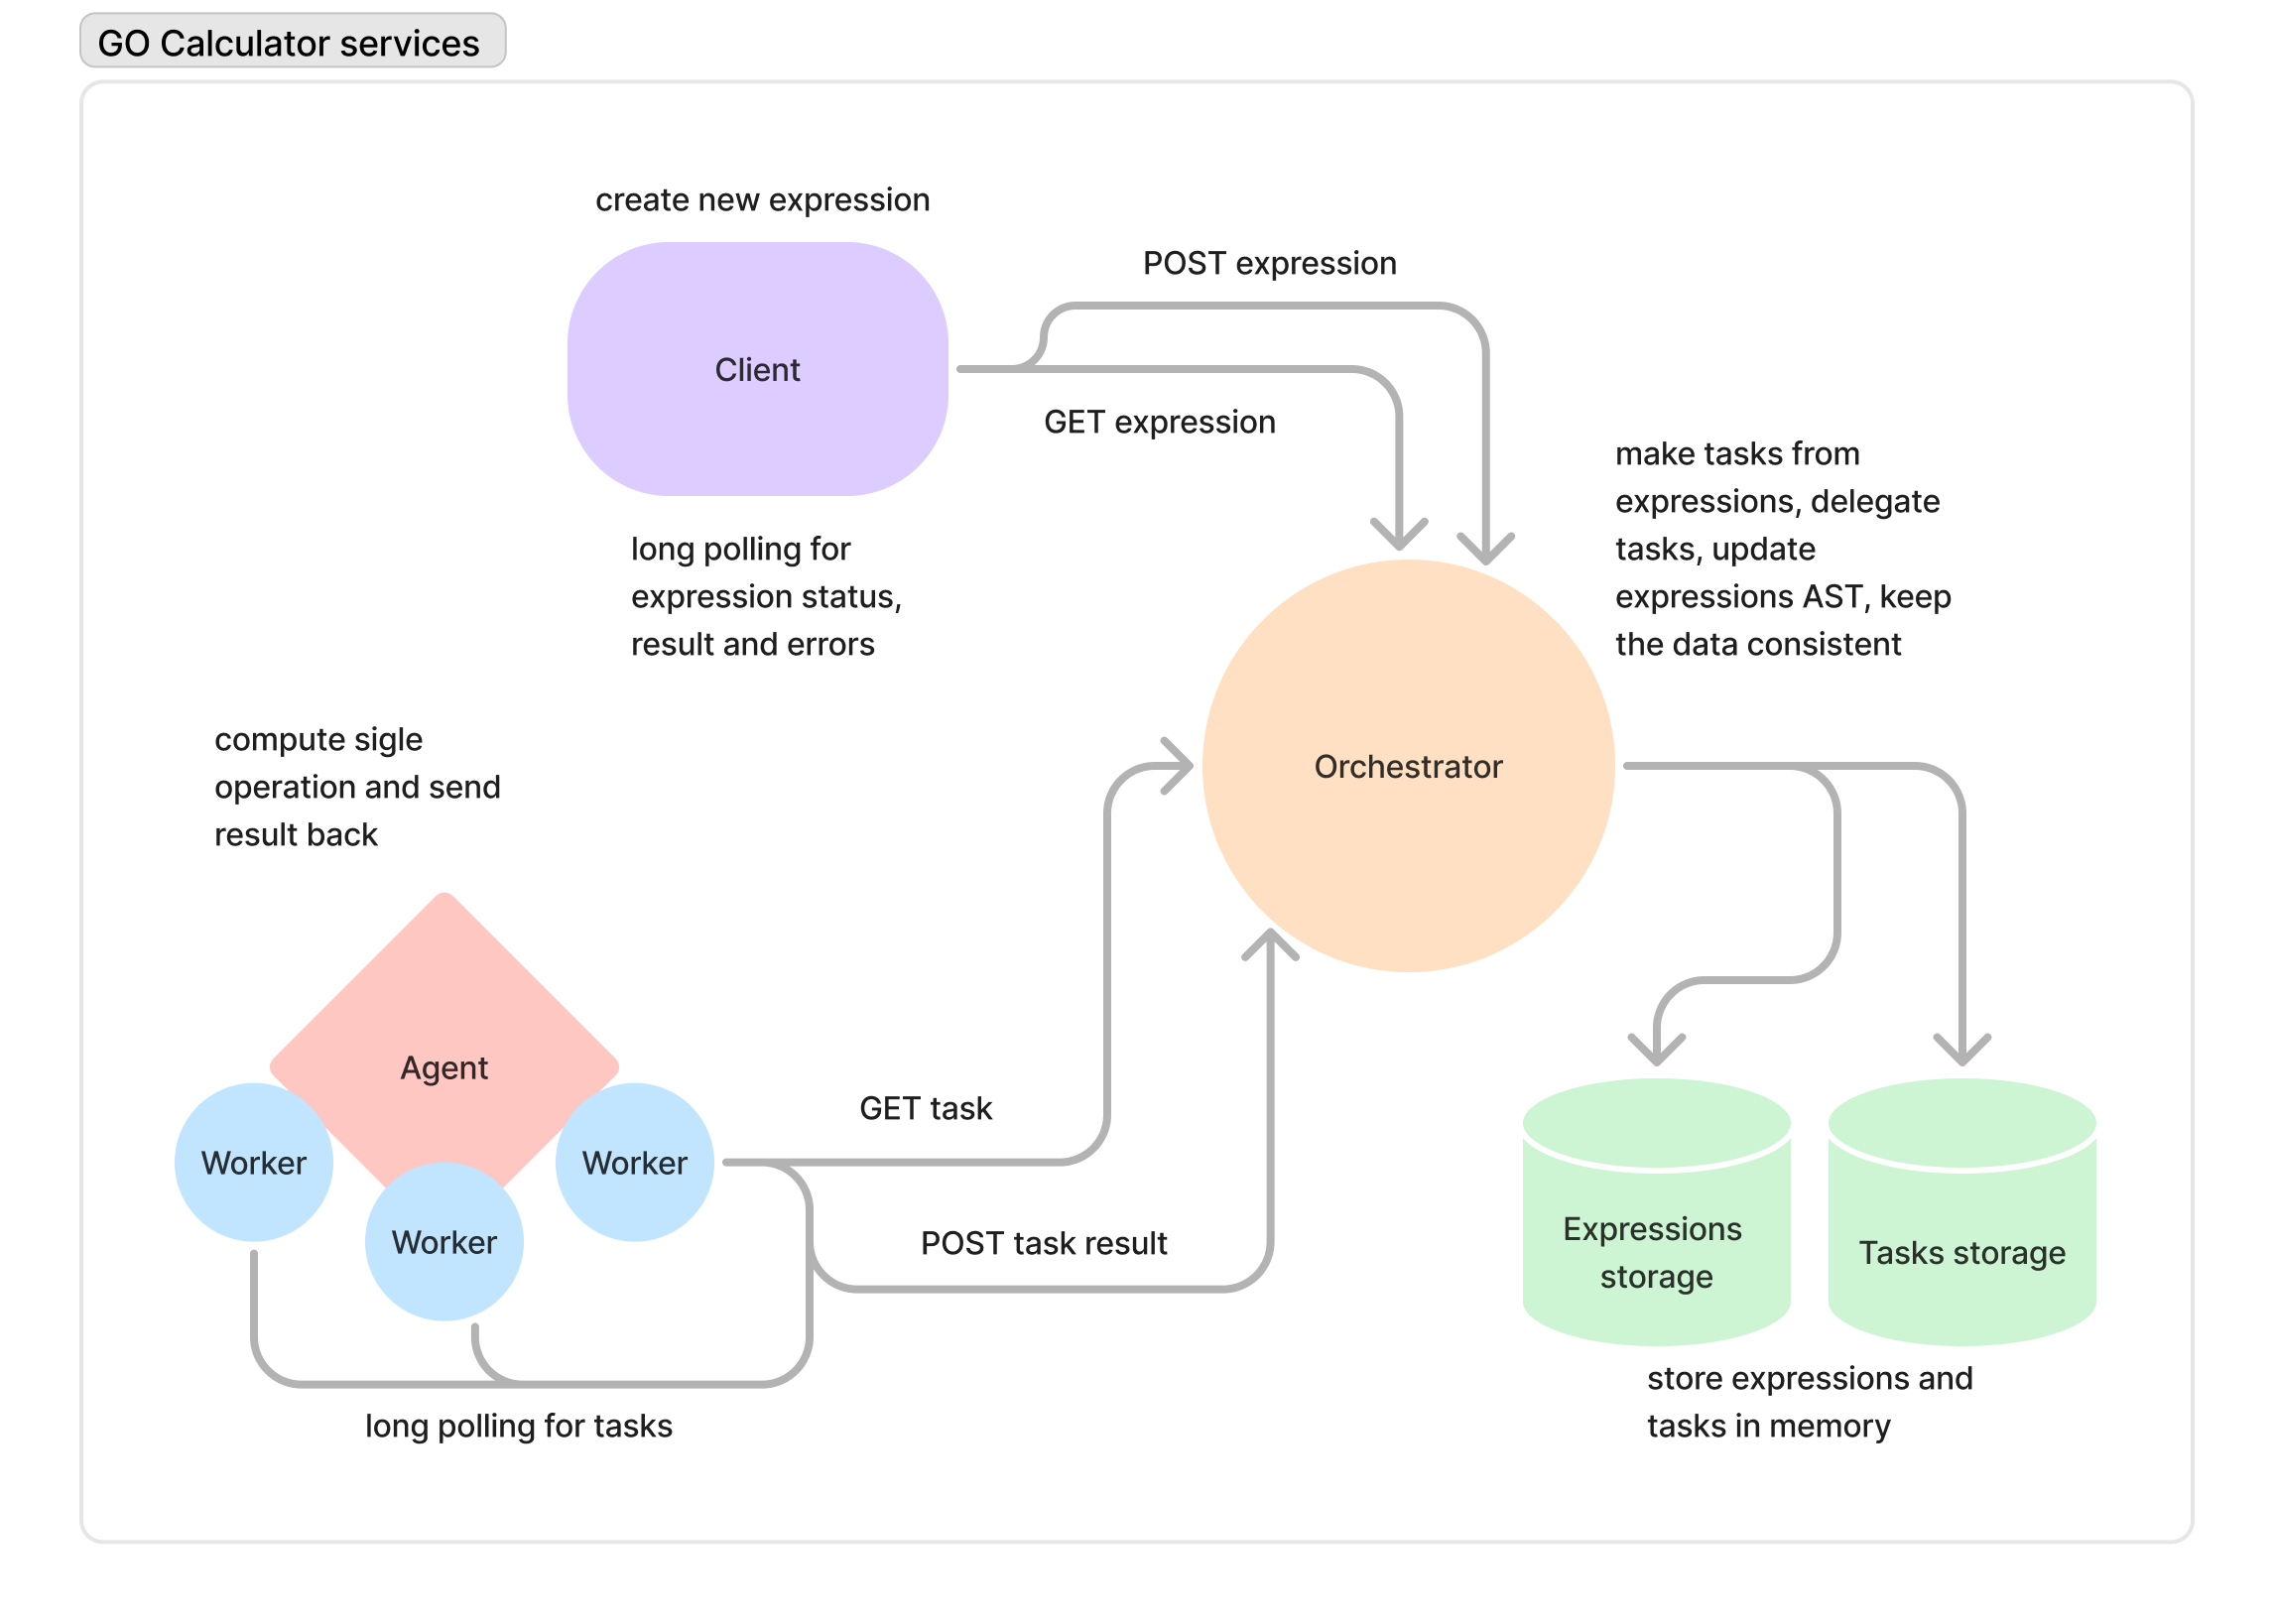 GO Calculator services
create new expression
Client
long polling for
expression status,
result and errors
POST expression
GET expression
make tasks from
expressions, delegate
tasks, update
expressions AST, keep
the data consistent
Orchestrator
compute sigle
operation and send
result back
Agent
Worker
Worker
Worker
long polling for tasks
GET task
POST task result
Expressions
storage
Tasks storage
store expressions and
tasks in memory